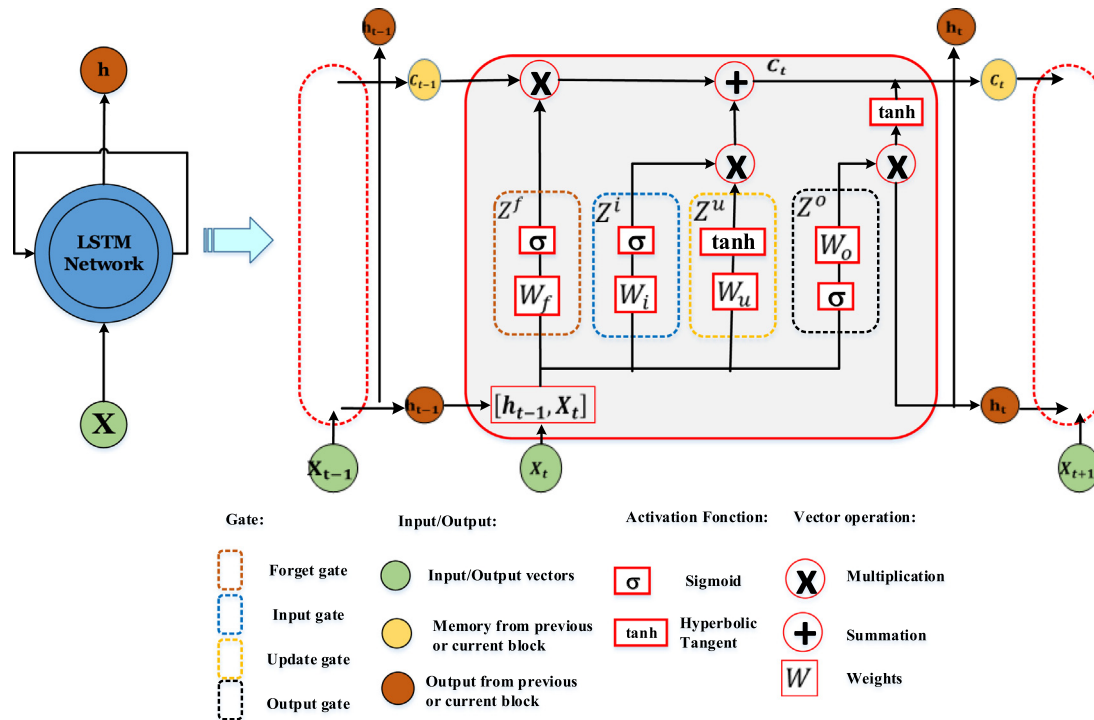 h
LSTM
Network
X
h_{t-1}
C_{t-1}
X
+
C_t
h_t
C_t
tanh
X
X
Z^f
σ
W_f
Z^i
σ
W_i
Z^u
tanh
W_u
Z^o
W_o
σ
h_{t-1}
[h_{t-1}, X_t]
h_t
X_{t-1}
X_t
X_{t+1}
Gate:
Forget gate
Input gate
Update gate
Output gate
Input/Output:
Input/Output vectors
Memory from previous
or current block
Output from previous
or current block
Activation Fonction:
σ
Sigmoid
tanh
Hyperbolic
Tangent
Vector operation:
X
Multiplication
+
Summation
W
Weights